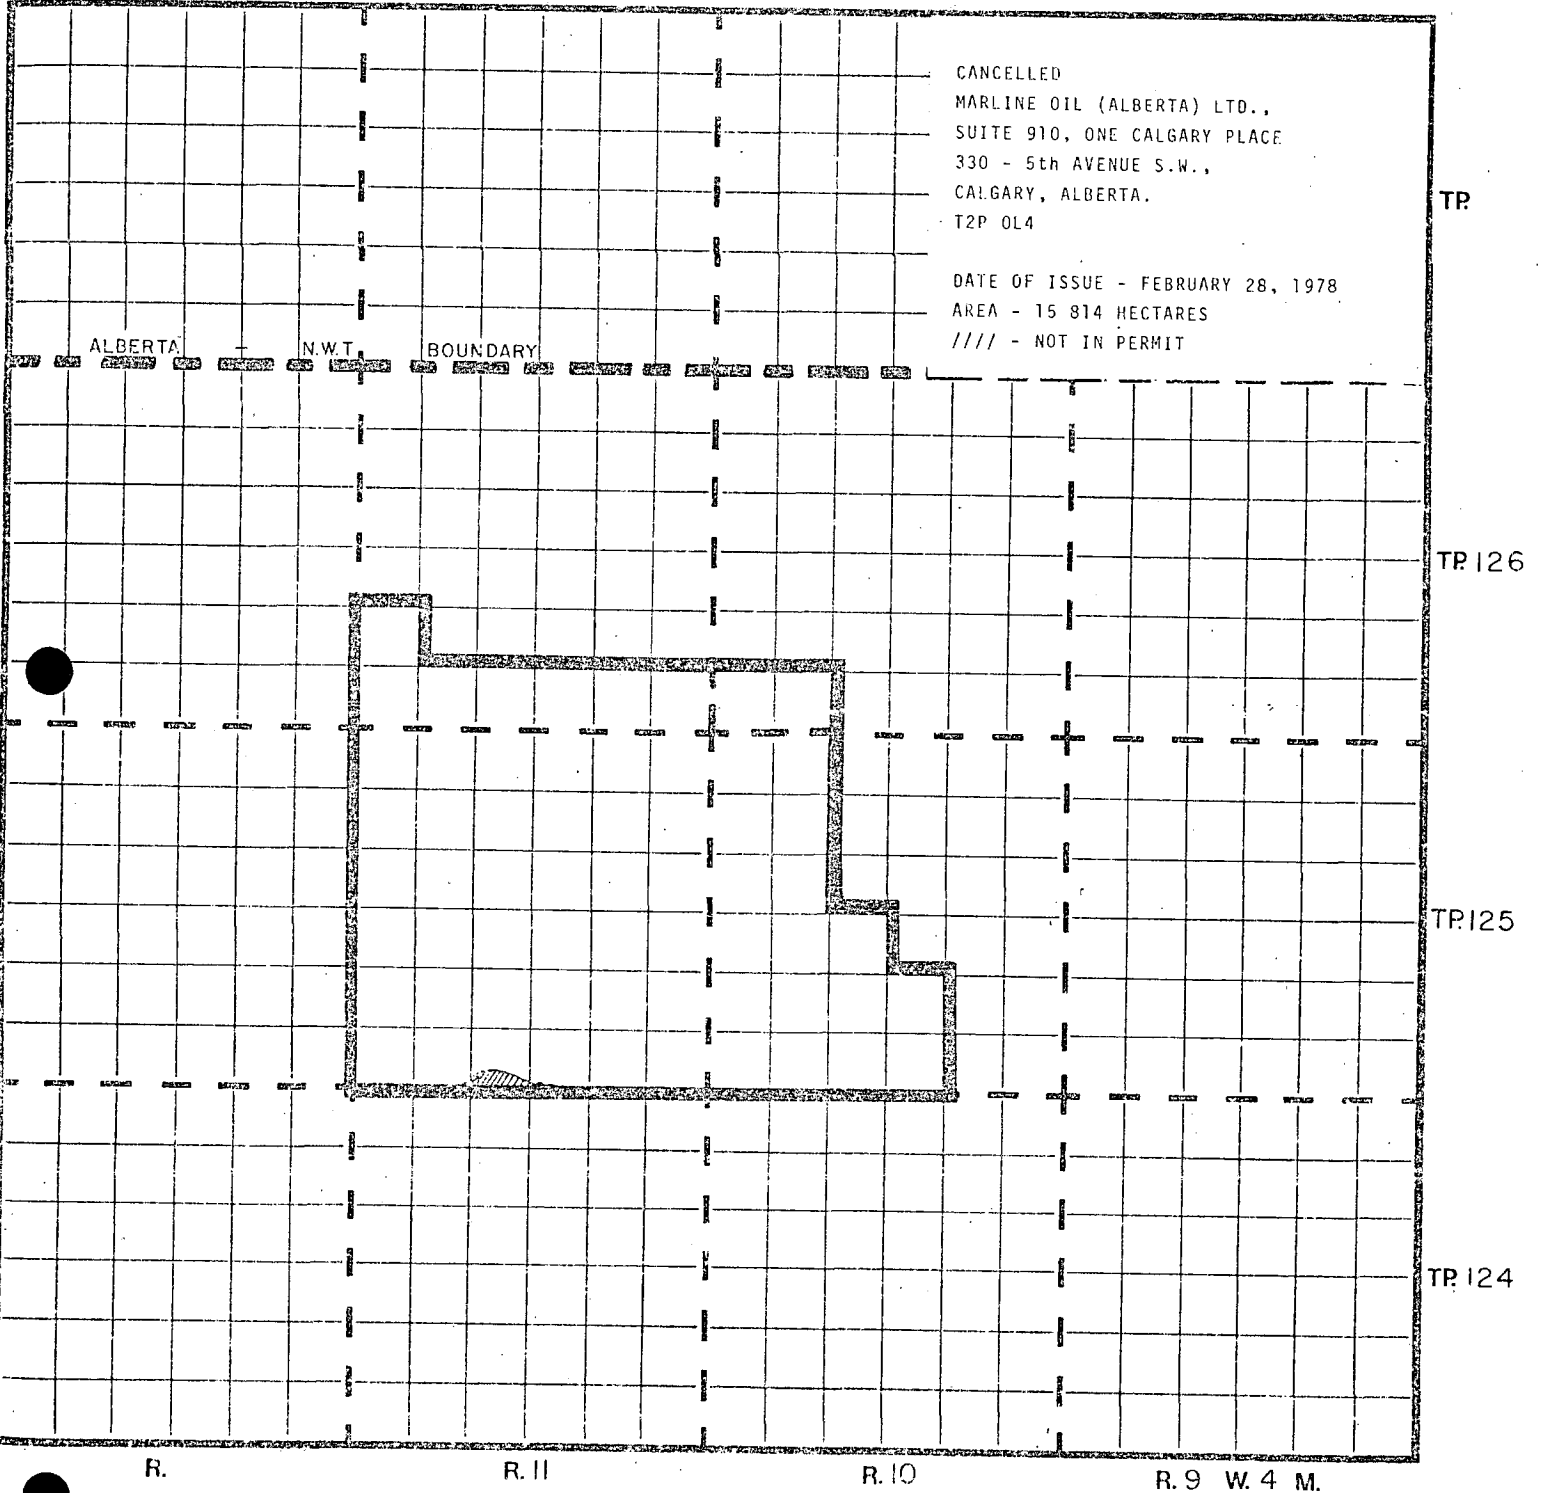 CANCELLED
MARLINE OIL (ALBERTA) LTD.,
SUITE 910, ONE CALGARY PLACE
330 - 5th AVENUE S.W.,
CALGARY, ALBERTA.
T2P 0L4
DATE OF ISSUE - FEBRUARY 28, 1978
AREA - 15 814 HECTARES
//// - NOT IN PERMIT
TP.
ALBERTA - N.W.T. BOUNDARY
TP. 126
TP. 125
TP. 124
R. R. 11 R. 10 R. 9 W. 4 M.